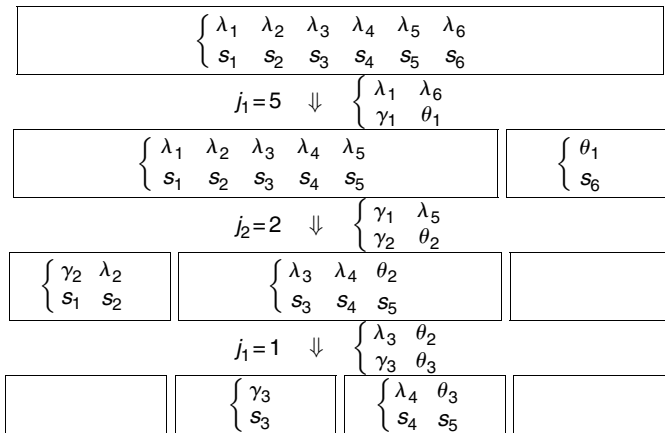 λ1 λ2 λ3 λ4 λ5 λ6
s1 s2 s3 s4 s5 s6
j1=5 ⇓ { λ1 λ6
γ1 θ1
λ1 λ2 λ3 λ4 λ5
s1 s2 s3 s4 s5
θ1
s6
j2=2 ⇓ { γ1 λ5
γ2 θ2
γ2 λ2
s1 s2
λ3 λ4 θ2
s3 s4 s5
j1=1 ⇓ { λ3 θ2
γ3 θ3
γ3
s3
λ4 θ3
s4 s5